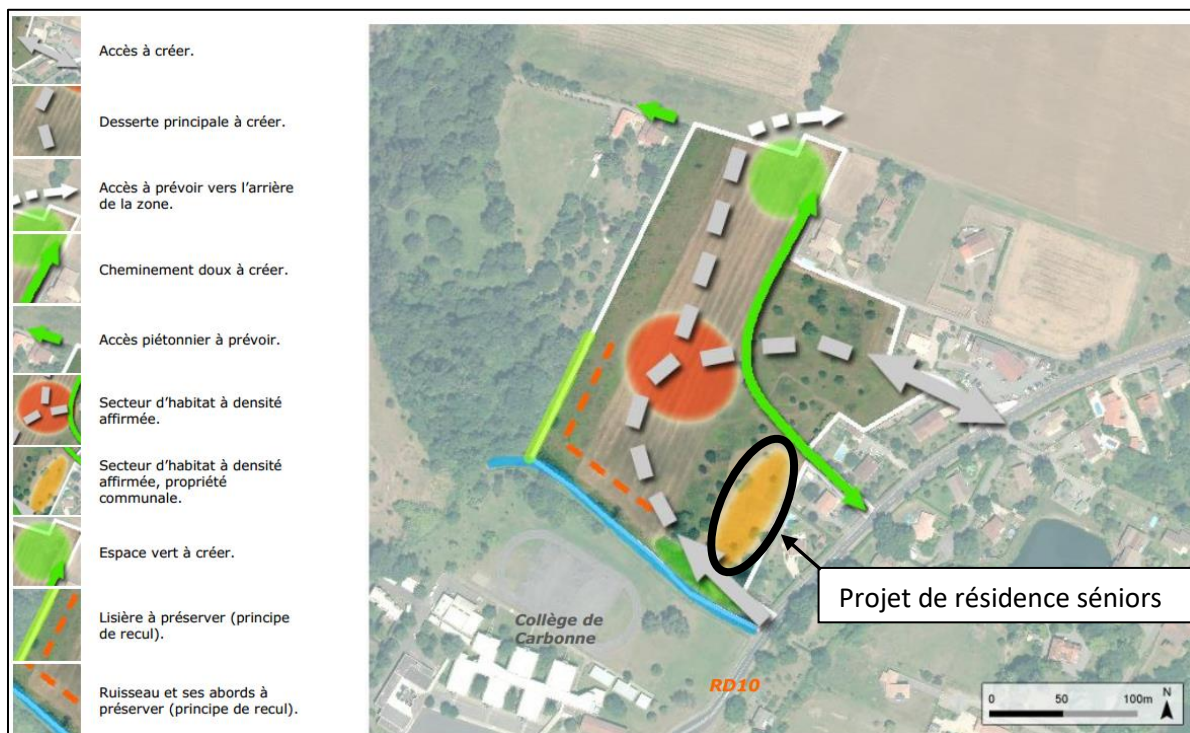 Accès à créer.
Desserte principale à créer.
Accès à prévoir vers l'arrière
de la zone.
Cheminement doux à créer.
Accès piétonnier à prévoir.
Secteur d'habitat à densité
affirmée.
Secteur d'habitat à densité
affirmée, propriété
communale.
Espace vert à créer.
Lisière à préserver (principe
de recul).
Ruisseau et ses abords à
préserver (principe de recul).
Projet de résidence séniors
Collège de
Carbonne
RD10
0 50 100m N